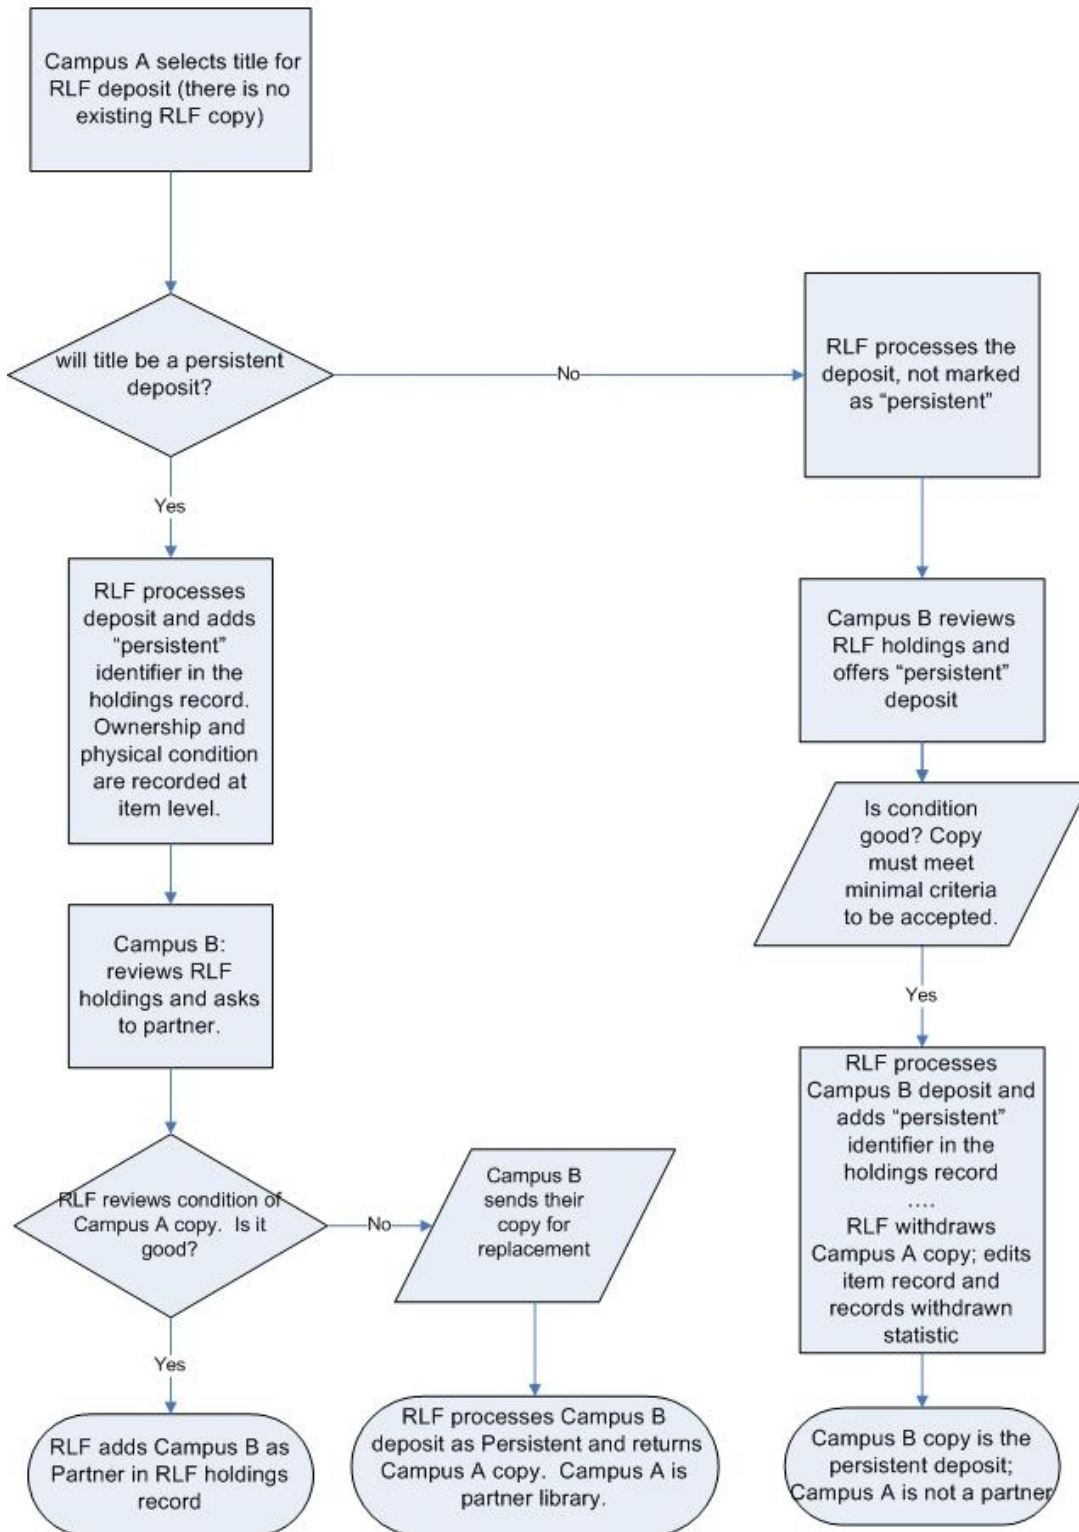 Campus A selects title for
RLF deposit (there is no
existing RLF copy)
will title be a persistent
deposit?
No
RLF processes the
deposit, not marked
as “persistent”
Yes
RLF processes
deposit and adds
“persistent”
identifier in the
holdings record.
Ownership and
physical condition
are recorded at
item level.
Campus B reviews
RLF holdings and
offers “persistent”
deposit
Is condition
good? Copy
must meet
minimal criteria
to be accepted.
Campus B:
reviews RLF
holdings and asks
to partner.
Yes
RLF processes
Campus B deposit and
adds “persistent”
identifier in the
holdings record
....
RLF withdraws
Campus A copy; edits
item record and
records withdrawn
statistic
RLF reviews condition of
Campus A copy.  Is it
good?
No
Campus B
sends their
copy for
replacement
Yes
RLF adds Campus B as
Partner in RLF holdings
record
RLF processes Campus B
deposit as Persistent and returns
Campus A copy.  Campus A is
partner library.
Campus B copy is the
persistent deposit;
Campus A is not a partner